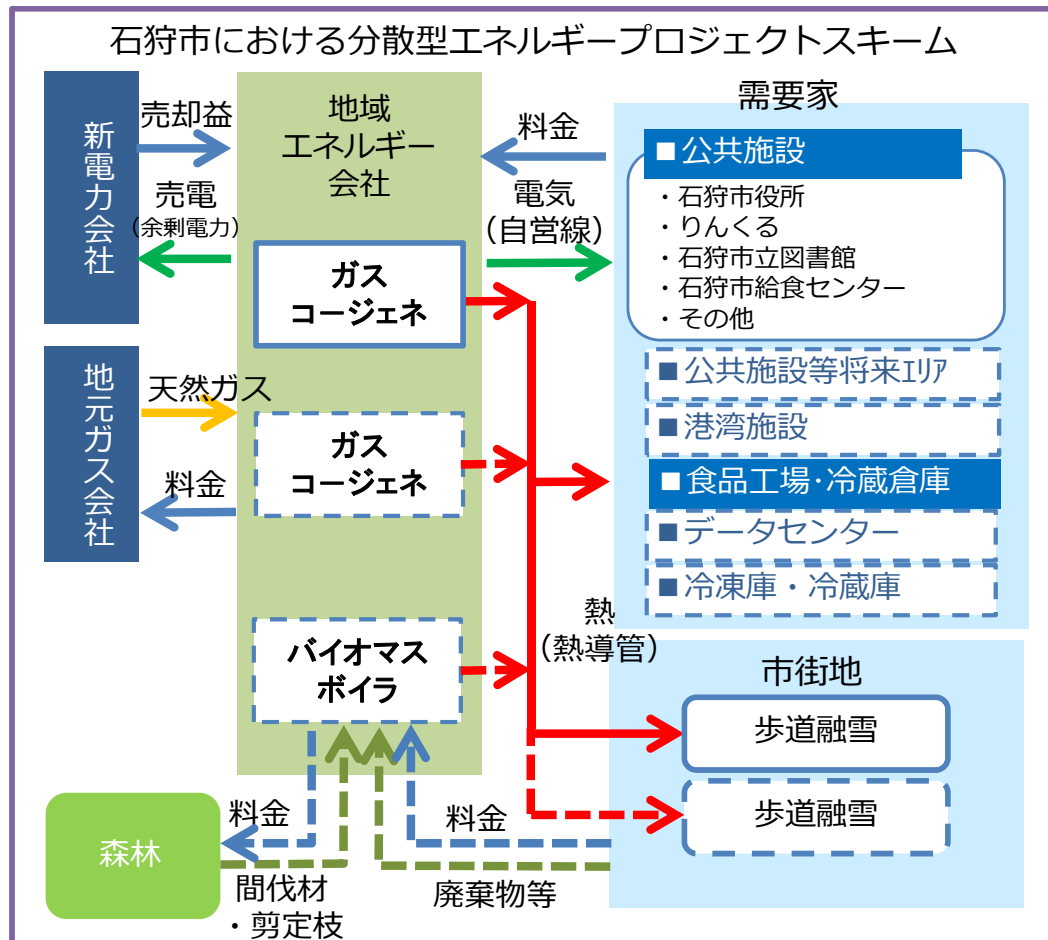 石狩市における分散型エネルギープロジェクトスキーム
新電力会社
売却益
売電
（余剰電力）
地元ガス会社
天然ガス
料金
地域
エネルギー
会社
ガス
コージェネ
ガス
コージェネ
バイオマス
ボイラ
料金
電気
（自営線）
需要家
■公共施設
・石狩市役所
・りんくる
・石狩市立図書館
・石狩市給食センター
・その他
■公共施設等将来ｴﾘｱ
■港湾施設
■食品工場･冷蔵倉庫
■データセンター
■冷凍庫・冷蔵庫
熱
（熱導管）
市街地
歩道融雪
歩道融雪
森林
料金
間伐材
・剪定枝
料金
廃棄物等